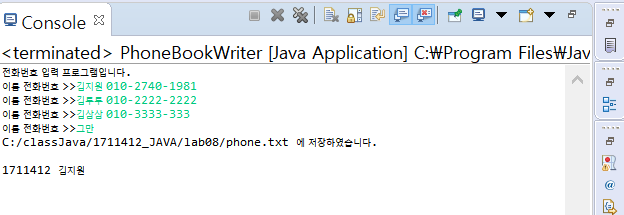 Console
<terminated> PhoneBookWriter [Java Application] C:₩Program Files₩Jav
전화번호 입력 프로그램입니다.
이름 전화번호 >>김지원 010-2740-1981
이름 전화번호 >>김투투 010-2222-2222
이름 전화번호 >>김삼삼 010-3333-333
이름 전화번호 >>그만
C:/classJava/1711412_JAVA/lab08/phone.txt 에 저장하였습니다.
1711412 김지원